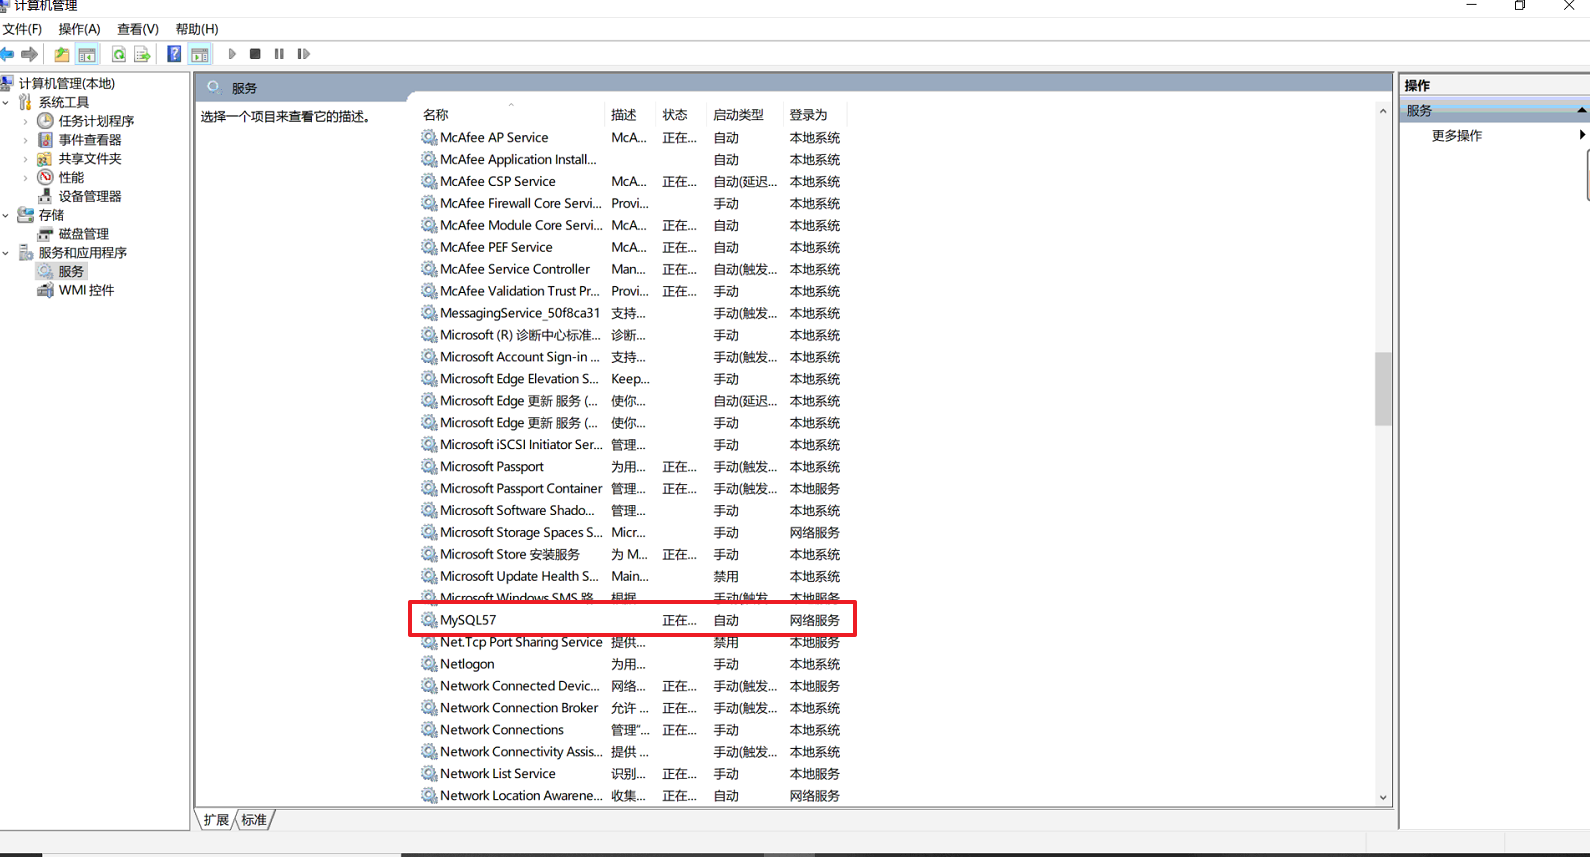 计算机管理
文件(F) 操作(A) 查看(V) 帮助(H)
计算机管理(本地)
系统工具
任务计划程序
事件查看器
共享文件夹
性能
设备管理器
存储
磁盘管理
服务和应用程序
服务
WMI 控件
服务
选择一个项目来查看它的描述。
名称 描述 状态 启动类型 登录为
McAfee AP Service McA... 正在... 自动 本地系统
McAfee Application Install... 自动 本地系统
McAfee CSP Service McA... 正在... 自动(延迟... 本地系统
McAfee Firewall Core Servi... Provi... 手动 本地系统
McAfee Module Core Servi... McA... 正在... 自动 本地系统
McAfee PEF Service McA... 正在... 自动 本地系统
McAfee Service Controller Man... 正在... 自动(触发... 本地系统
McAfee Validation Trust Pr... Provi... 正在... 手动 本地系统
MessagingService_50f8ca31 支持... 手动(触发... 本地系统
Microsoft (R) 诊断中心标准... 诊断... 手动 本地系统
Microsoft Account Sign-in ... 支持... 手动(触发... 本地系统
Microsoft Edge Elevation S... Keep... 手动 本地系统
Microsoft Edge 更新 服务 (... 使你... 自动(延迟... 本地系统
Microsoft Edge 更新 服务 (... 使你... 手动 本地系统
Microsoft iSCSI Initiator Ser... 管理... 手动 本地系统
Microsoft Passport 为用... 正在... 手动(触发... 本地系统
Microsoft Passport Container 管理... 正在... 手动(触发... 本地服务
Microsoft Software Shado... 管理... 手动 本地系统
Microsoft Storage Spaces S... Micr... 手动 网络服务
Microsoft Store 安装服务 为 M... 正在... 手动 本地系统
Microsoft Update Health S... Main... 禁用 本地系统
Microsoft Windows SMS 路 根据 手动(触发 本地服务
MySQL57 正在... 自动 网络服务
Net.Tcp Port Sharing Service 提供... 禁用 本地服务
Netlogon 为用... 手动 本地系统
Network Connected Devic... 网络... 正在... 手动(触发... 本地服务
Network Connection Broker 允许 ... 正在... 手动(触发... 本地系统
Network Connections 管理“... 正在... 手动 本地系统
Network Connectivity Assis... 提供 ... 手动(触发... 本地系统
Network List Service 识别... 正在... 手动 本地服务
Network Location Awarene... 收集... 正在... 自动 网络服务
扩展 标准
操作
服务
更多操作